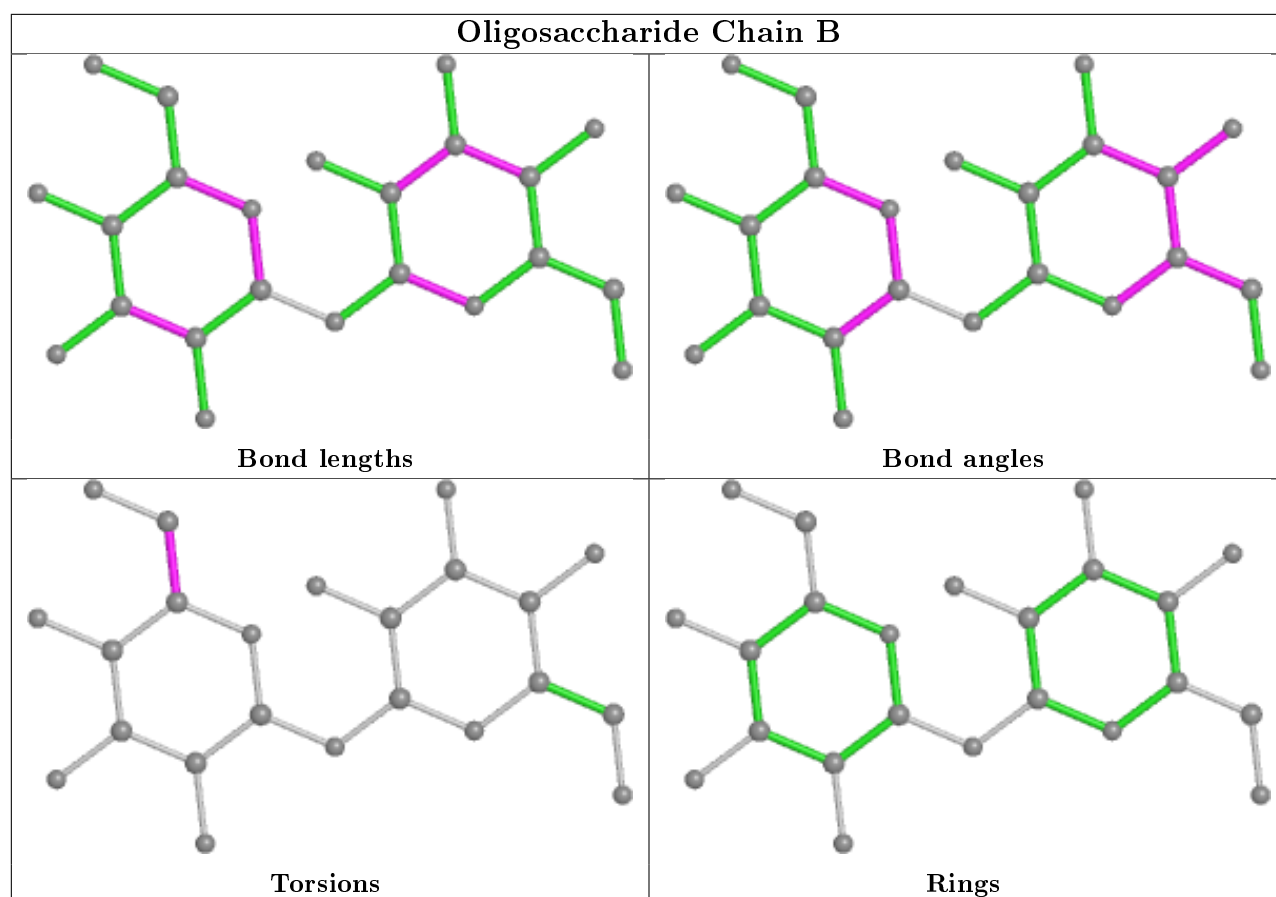 Oligosaccharide Chain B
Bond lengths
Bond angles
Torsions
Rings